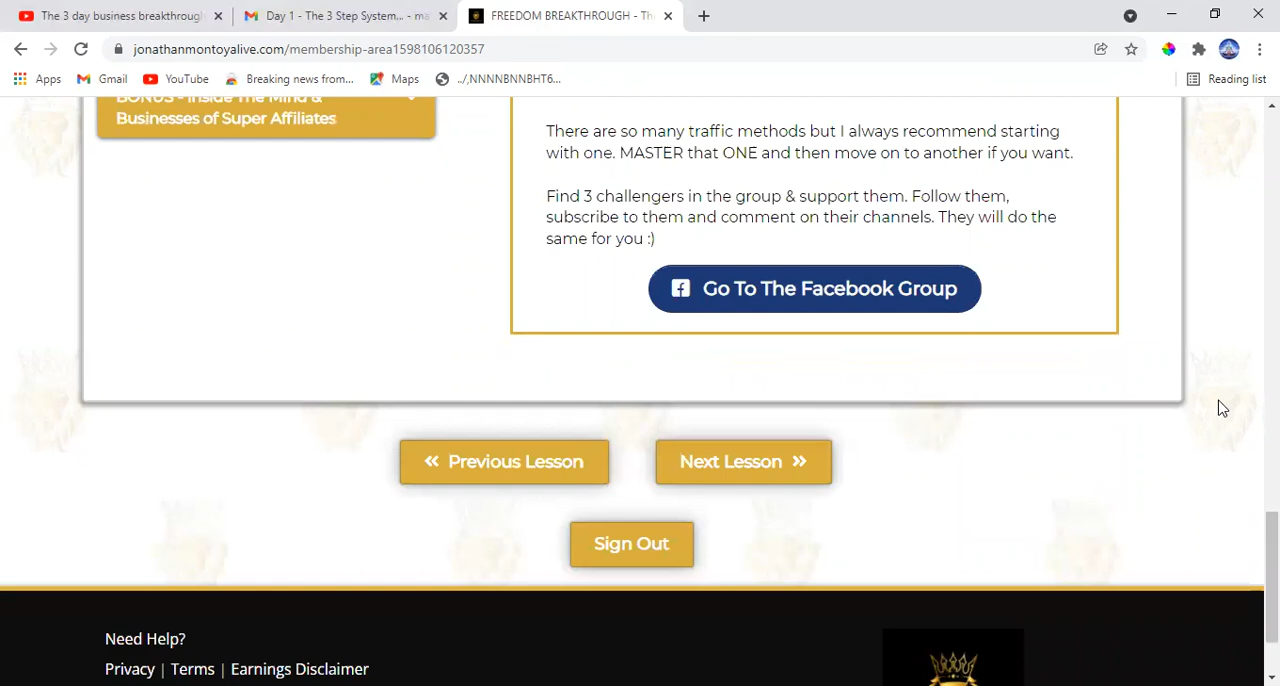 The 3 day business breakthrough
Day 1 - The 3 Step System... - ma
FREEDOM BREAKTHROUGH - Th
jonathanmontoyalive.com/membership-area1598106120357
Apps
Gmail
YouTube
Breaking news from...
Maps
../,NNNNBNNBHT6...
Reading list
BONUS - Inside The Mind &
Businesses of Super Affiliates
There are so many traffic methods but I always recommend starting
with one. MASTER that ONE and then move on to another if you want.
Find 3 challengers in the group & support them. Follow them,
subscribe to them and comment on their channels. They will do the
same for you :)
Go To The Facebook Group
Previous Lesson
Next Lesson
Sign Out
Need Help?
Privacy | Terms | Earnings Disclaimer